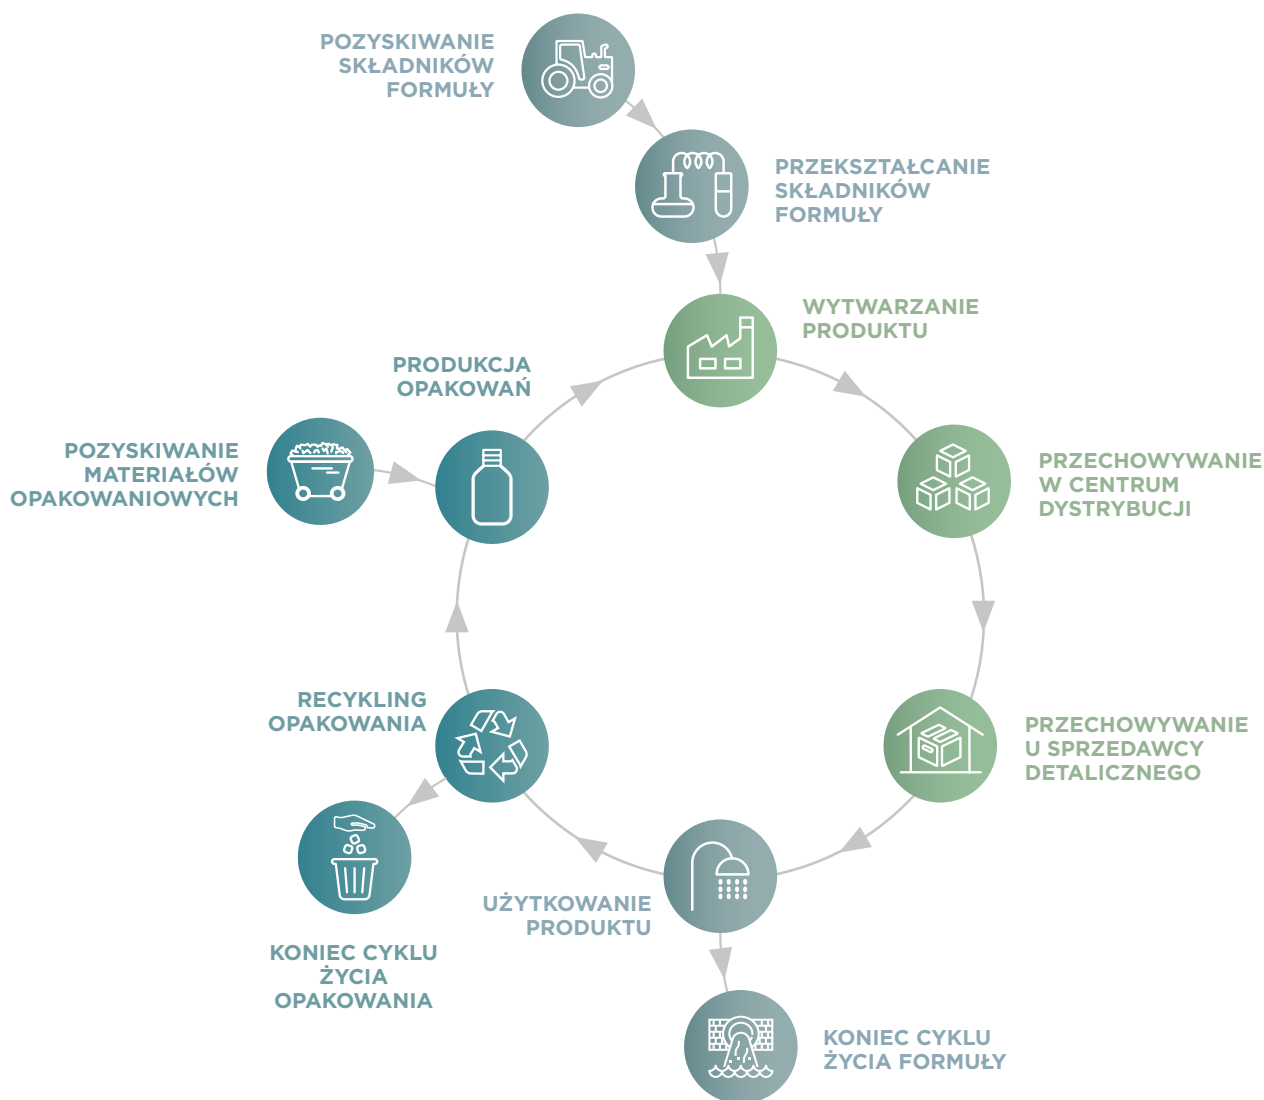 POZYSKIWANIE
SKŁADNIKÓW
FORMUŁY
PRZEKSZTAŁCANIE
SKŁADNIKÓW
FORMUŁY
WYTWARZANIE
PRODUKTU
PRODUKCJA
OPAKOWAŃ
POZYSKIWANIE
MATERIAŁÓW
OPAKOWANIOWYCH
PRZECHOWYWANIE
W CENTRUM
DYSTRYBUCJI
RECYKLING
OPAKOWANIA
PRZECHOWYWANIE
U SPRZEDAWCY
DETALICZNEGO
UŻYTKOWANIE
PRODUKTU
KONIEC CYKLU
ŻYCIA
OPAKOWANIA
KONIEC CYKLU
ŻYCIA FORMUŁY